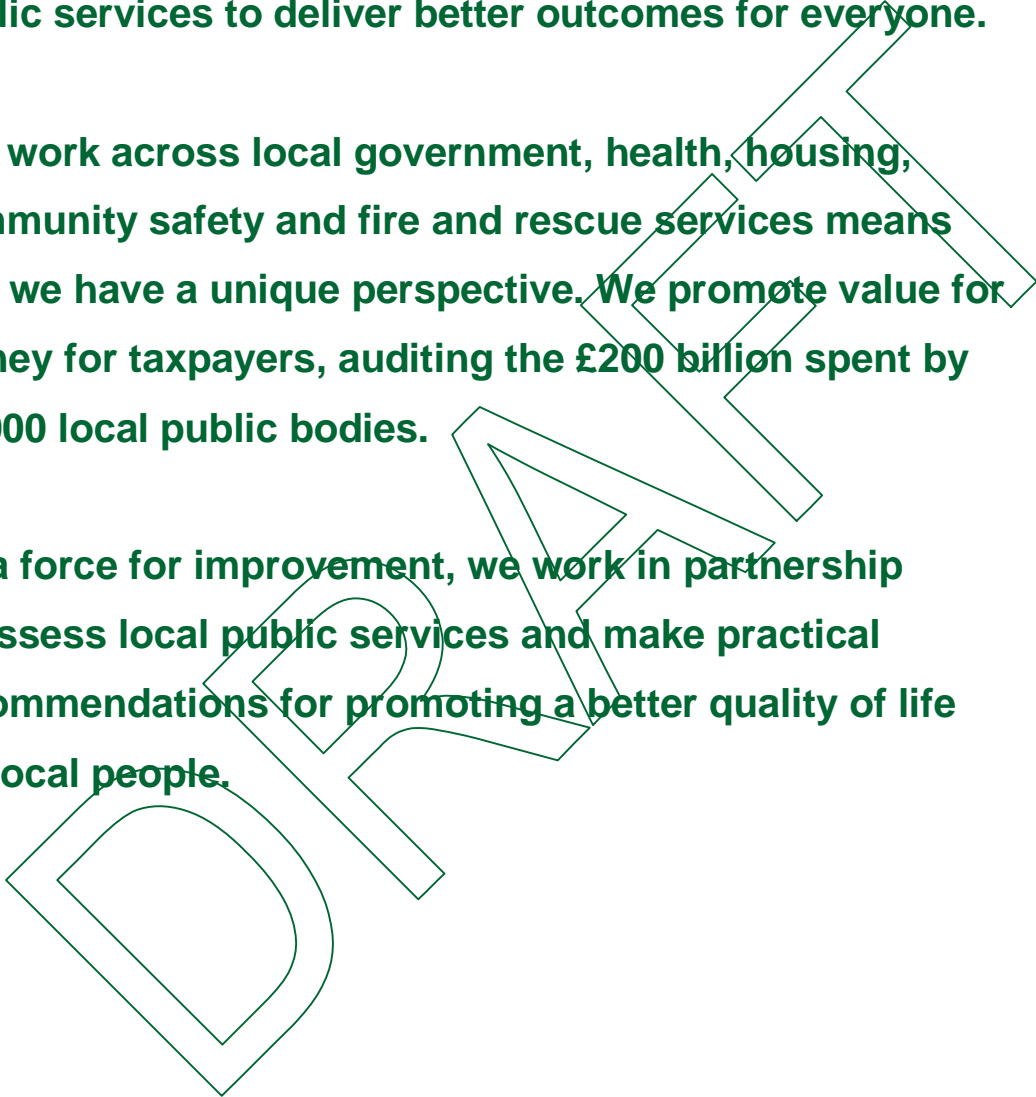 lic services to deliver better outcomes for everyone.
work across local government, health, housing,
mmunity safety and fire and rescue services means
we have a unique perspective. We promote value for
ney for taxpayers, auditing the £200 billion spent by
000 local public bodies.
a force for improvement, we work in partnership
ssess local public services and make practical
ommendations for promoting a better quality of life
ocal people.
DRAFT